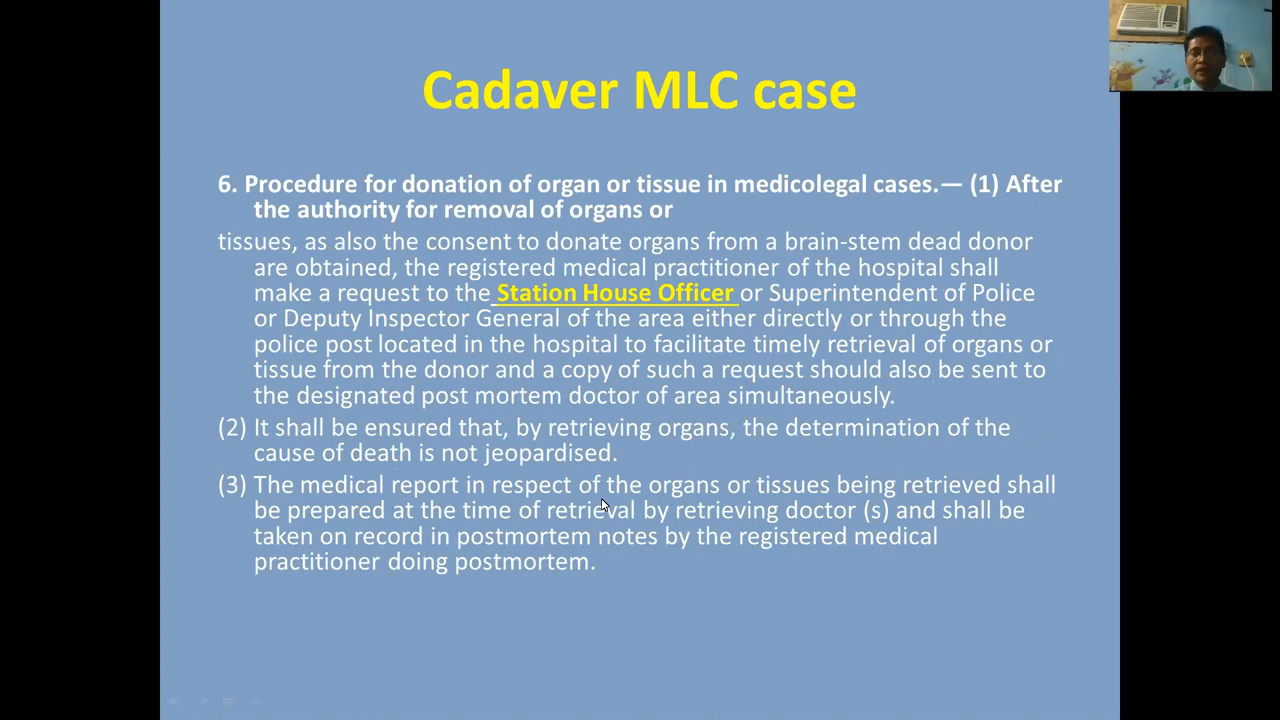 Cadaver MLC case
6. Procedure for donation of organ or tissue in medicolegal cases.— (1) After
the authority for removal of organs or
tissues, as also the consent to donate organs from a brain-stem dead donor
are obtained, the registered medical practitioner of the hospital shall
make a request to the Station House Officer or Superintendent of Police
or Deputy Inspector General of the area either directly or through the
police post located in the hospital to facilitate timely retrieval of organs or
tissue from the donor and a copy of such a request should also be sent to
the designated post mortem doctor of area simultaneously.
(2) It shall be ensured that, by retrieving organs, the determination of the
cause of death is not jeopardised.
(3) The medical report in respect of the organs or tissues being retrieved shall
be prepared at the time of retrieval by retrieving doctor (s) and shall be
taken on record in postmortem notes by the registered medical
practitioner doing postmortem.